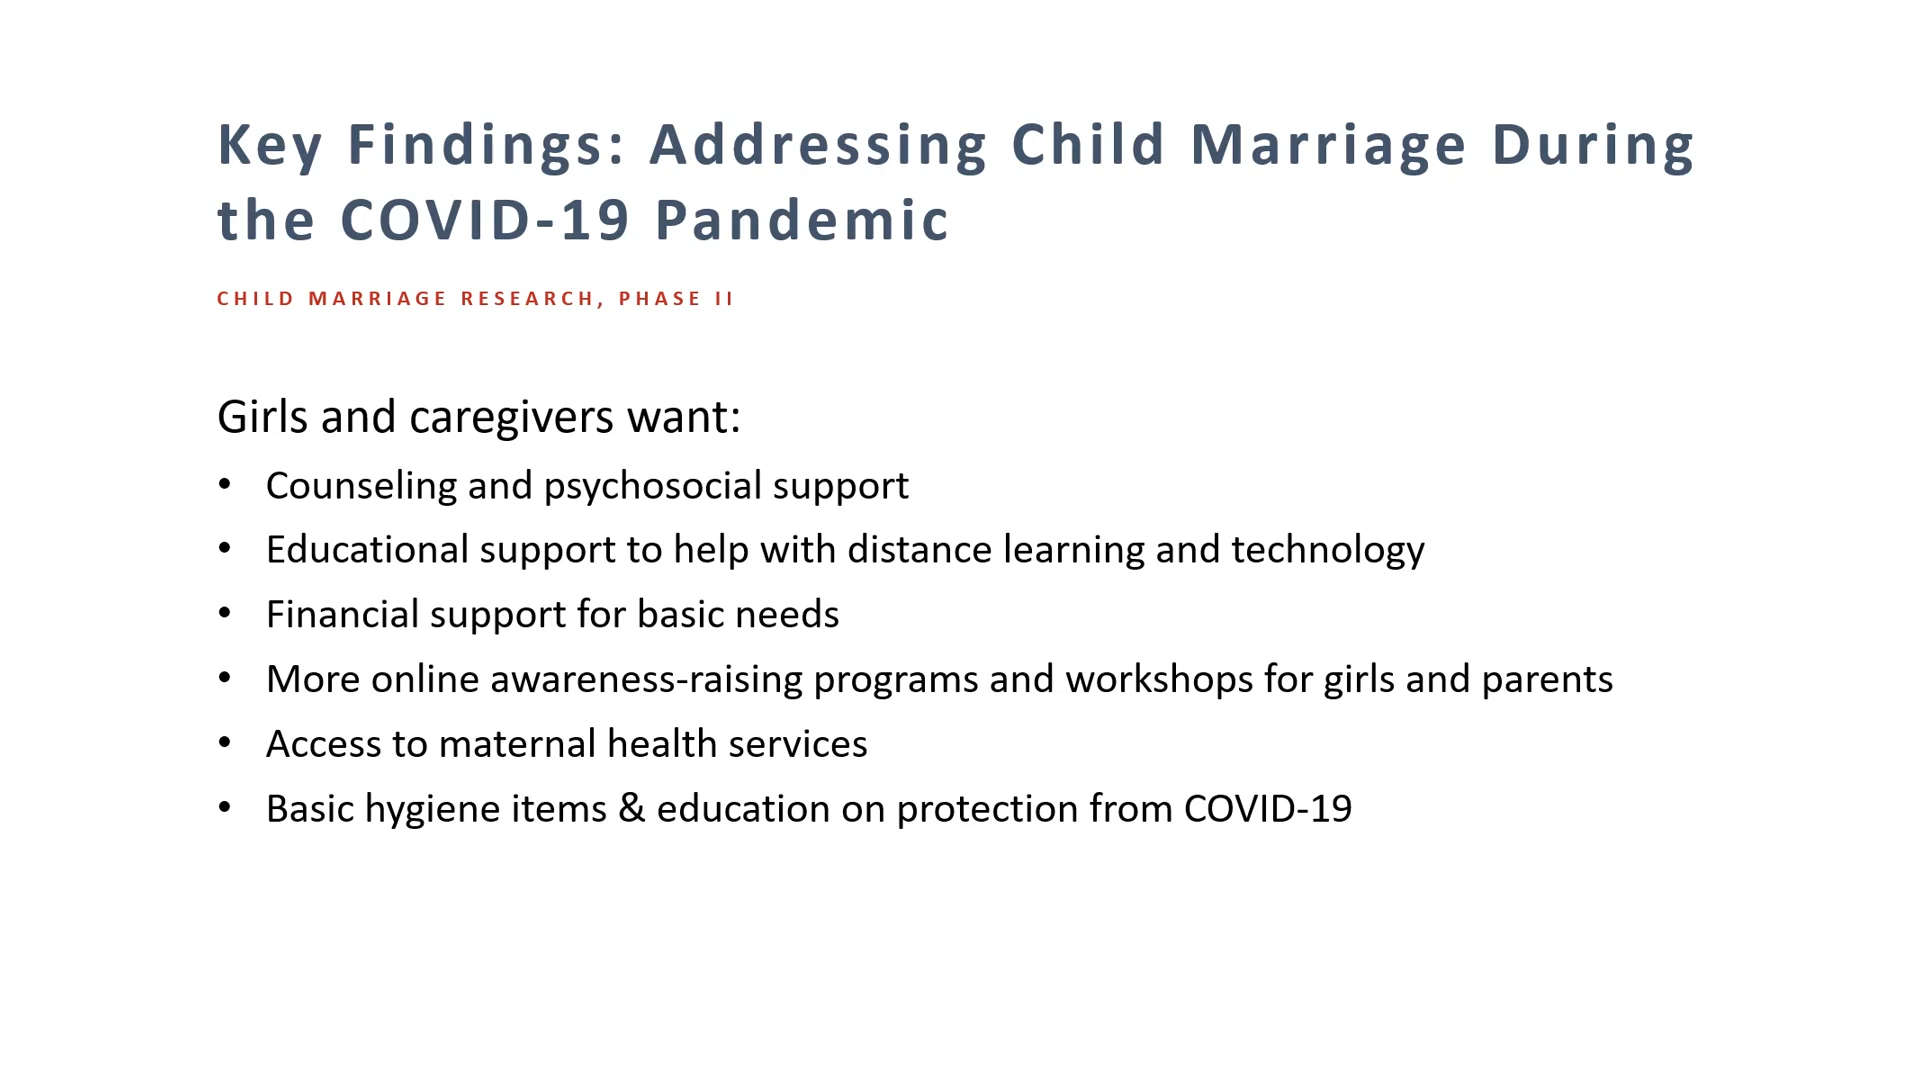 Key Findings: Addressing Child Marriage During
the COVID-19 Pandemic
CHILD MARRIAGE RESEARCH, PHASE II
Girls and caregivers want:
• Counseling and psychosocial support
• Educational support to help with distance learning and technology
• Financial support for basic needs
• More online awareness-raising programs and workshops for girls and parents
• Access to maternal health services
• Basic hygiene items & education on protection from COVID-19